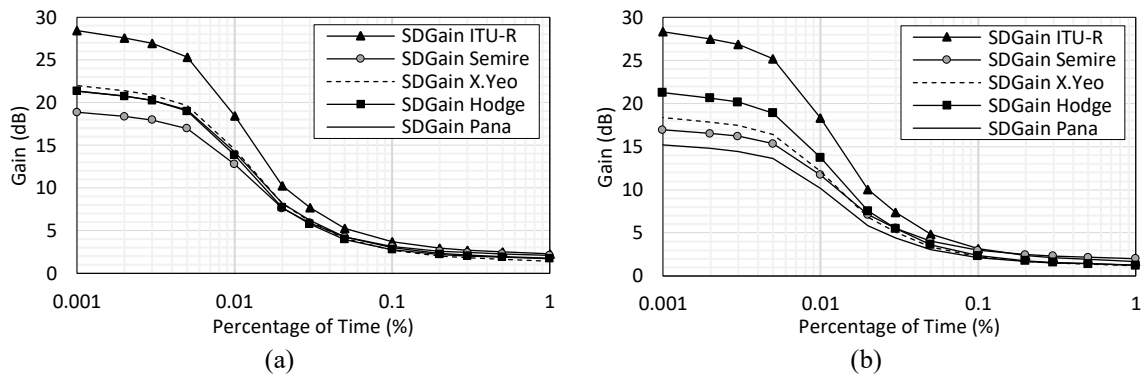 30
25
20
15
10
5
0
Gain (dB)
0.001 0.01 0.1 1
Percentage of Time (%)
SDGain ITU-R
SDGain Semire
SDGain X.Yeo
SDGain Hodge
SDGain Pana
(a)
30
25
20
15
10
5
0
Gain (dB)
0.001 0.01 0.1 1
Percentage of Time (%)
SDGain ITU-R
SDGain Semire
SDGain X.Yeo
SDGain Hodge
SDGain Pana
(b)